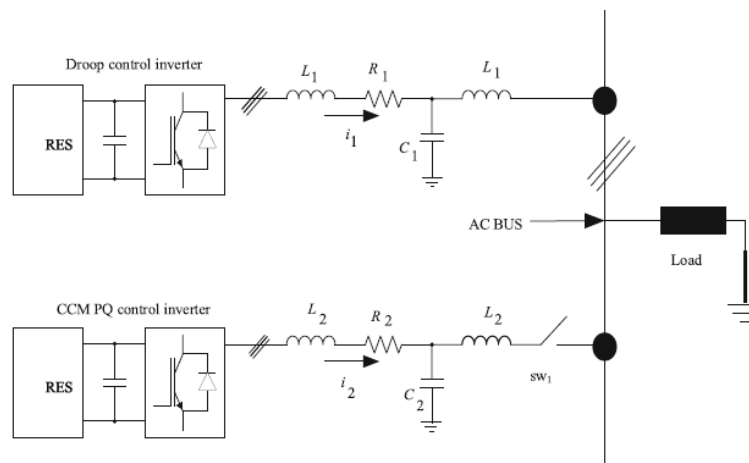 Droop control inverter
L1
R1
L1
RES
i1
C1
AC BUS
Load
CCM PQ control inverter
L2
R2
L2
RES
i2
C2
sw1